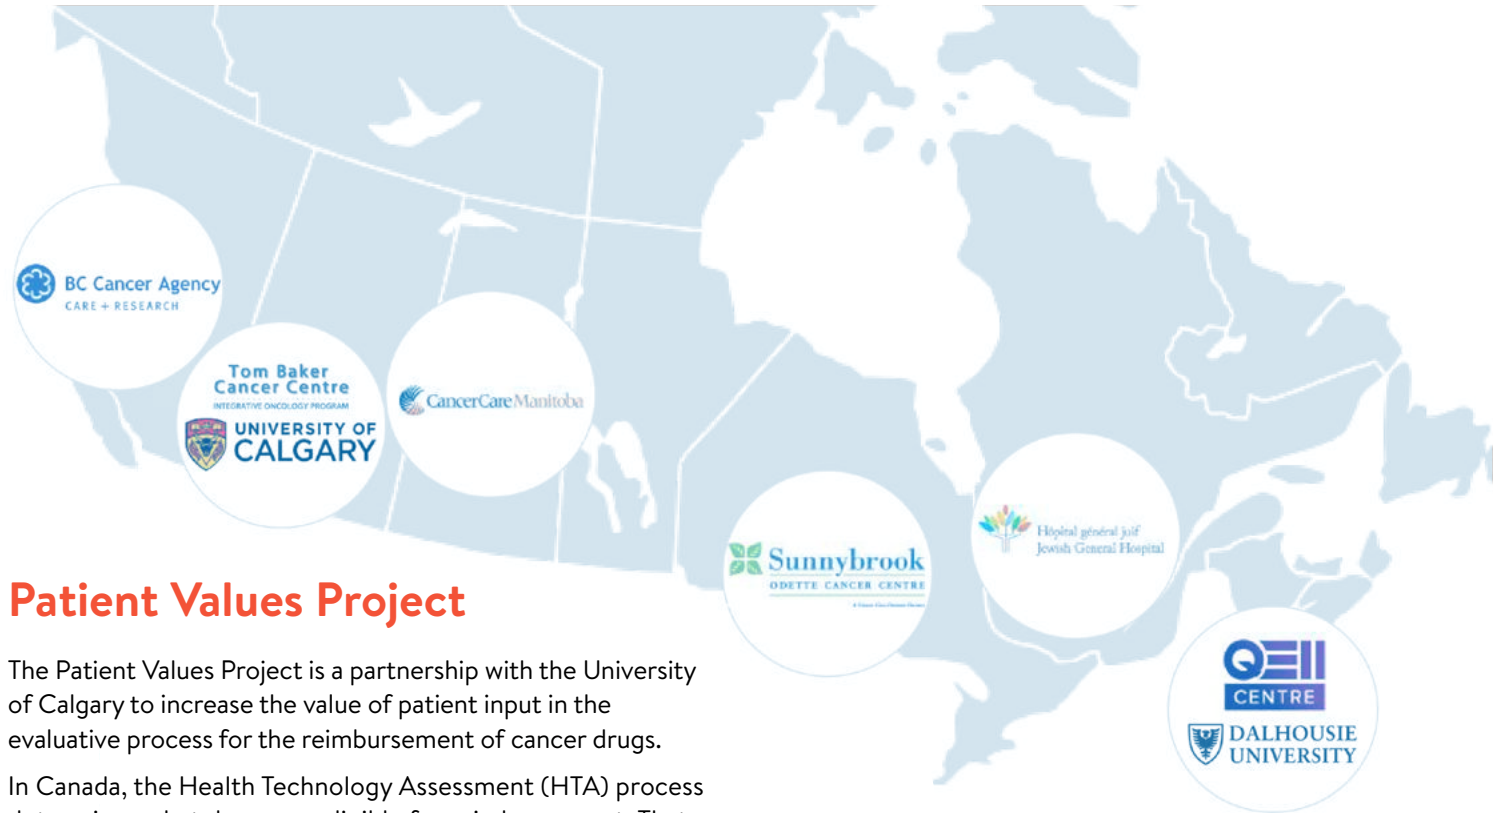 BC Cancer Agency
CARE + RESEARCH
Tom Baker
Cancer Centre
INTEGRATIVE ONCOLOGY PROGRAM
UNIVERSITY OF
CALGARY
CancerCare Manitoba
Sunnybrook
ODETTE CANCER CENTRE
Hôpital général juif
Jewish General Hospital
QEII
CENTRE
DALHOUSIE
UNIVERSITY
Patient Values Project
The Patient Values Project is a partnership with the University
of Calgary to increase the value of patient input in the
evaluative process for the reimbursement of cancer drugs.
In Canada, the Health Technology Assessment (HTA) process